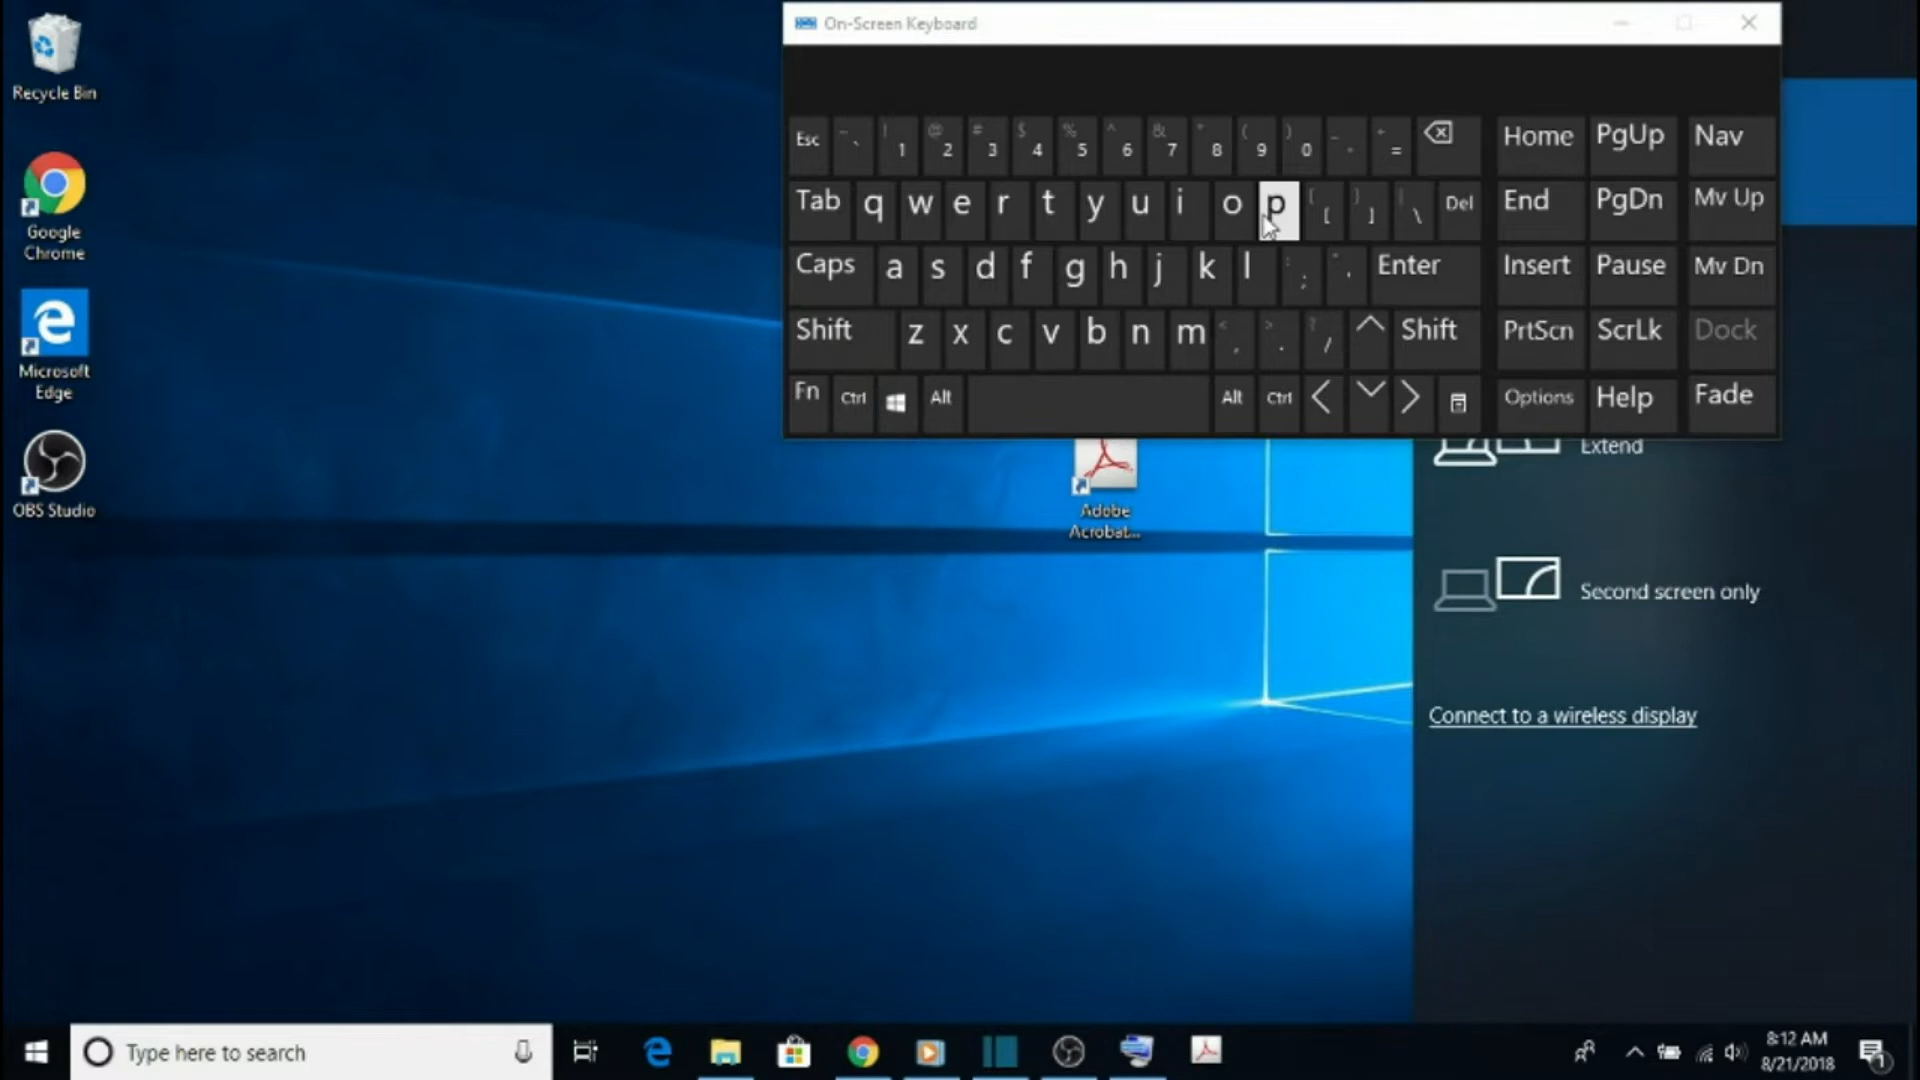 Recycle Bin
Google
Chrome
Microsoft
Edge
OBS Studio
On-Screen Keyboard
Esc ~ ` ! 1 @ 2 # 3 $ 4 % 5 ^ 6 & 7 * 8 ( 9 ) 0 _ - + = Home PgUp Nav
Tab q w e r t y u i o p { [ } ] | \ Del End PgDn Mv Up
Caps a s d f g h j k l : ; " ' Enter Insert Pause Mv Dn
Shift z x c v b n m < , > . ? / Shift PrtScn ScrLk Dock
Fn Ctrl Alt Alt Ctrl Options Help Fade
Adobe
Acrobat...
Extend
Second screen only
Connect to a wireless display
Type here to search
8:12 AM
8/21/2018
1